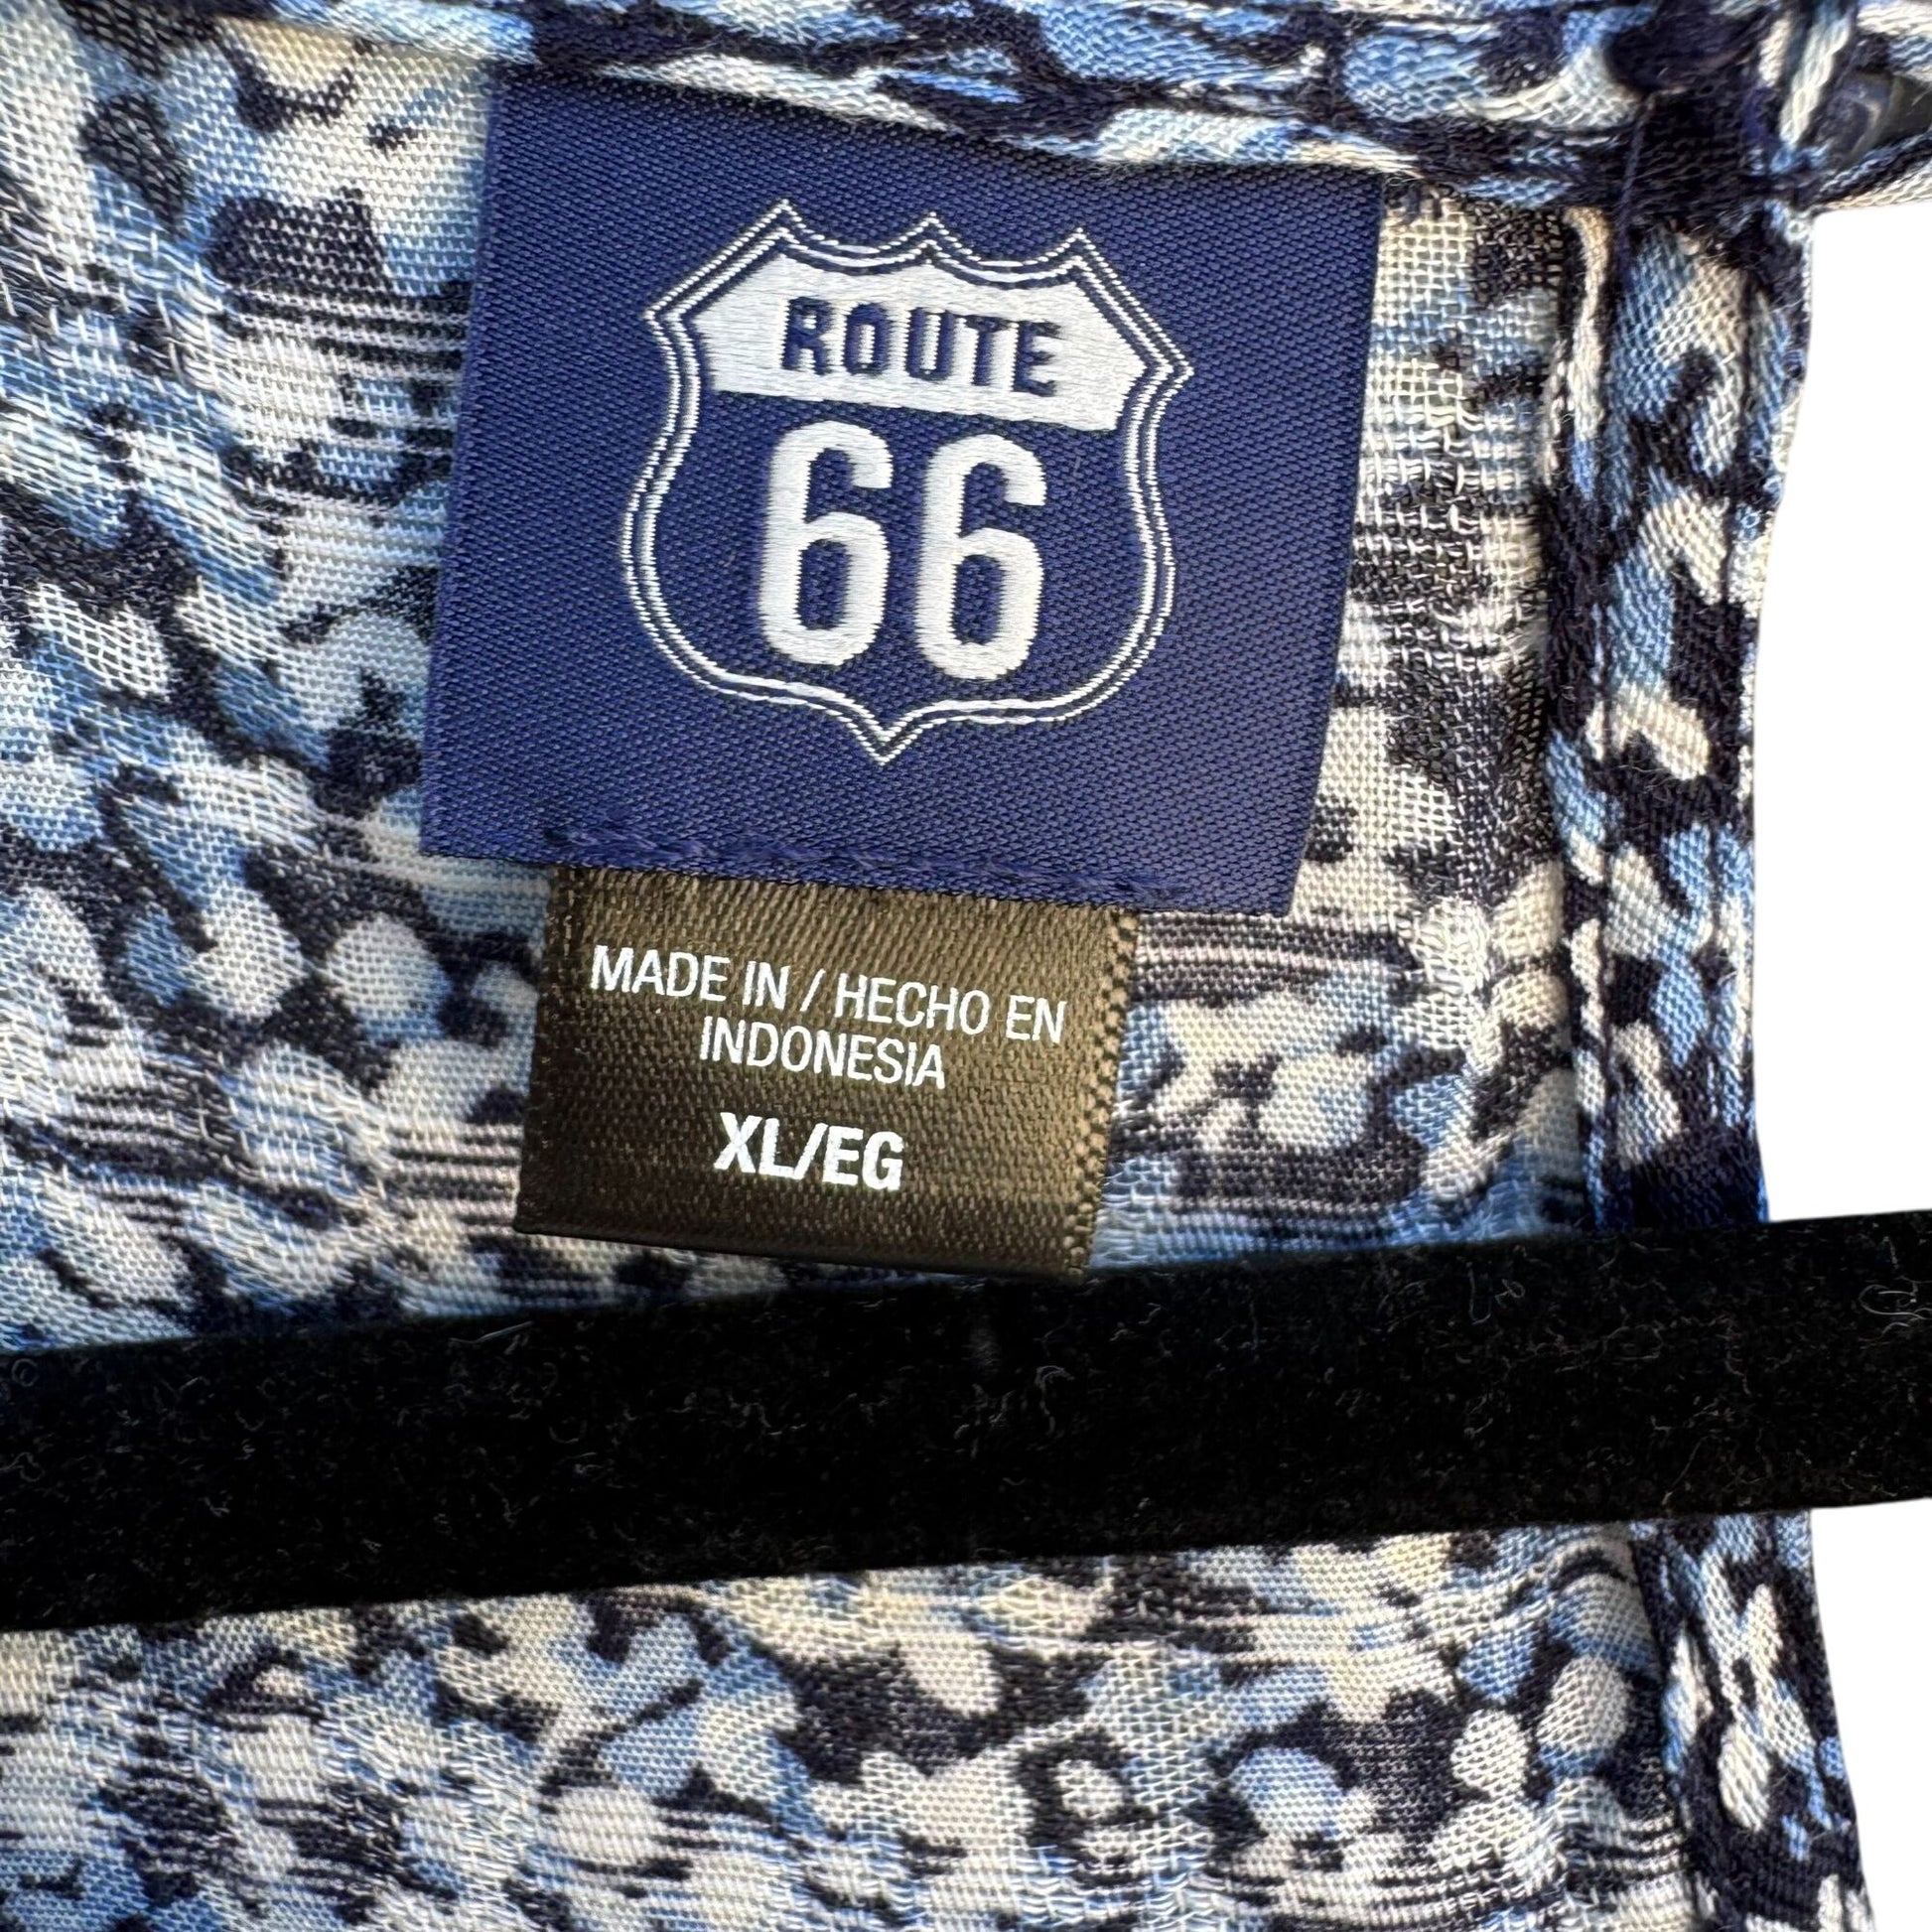 ROUTE
66
MADE IN / HECHO EN
INDONESIA
XL/EG